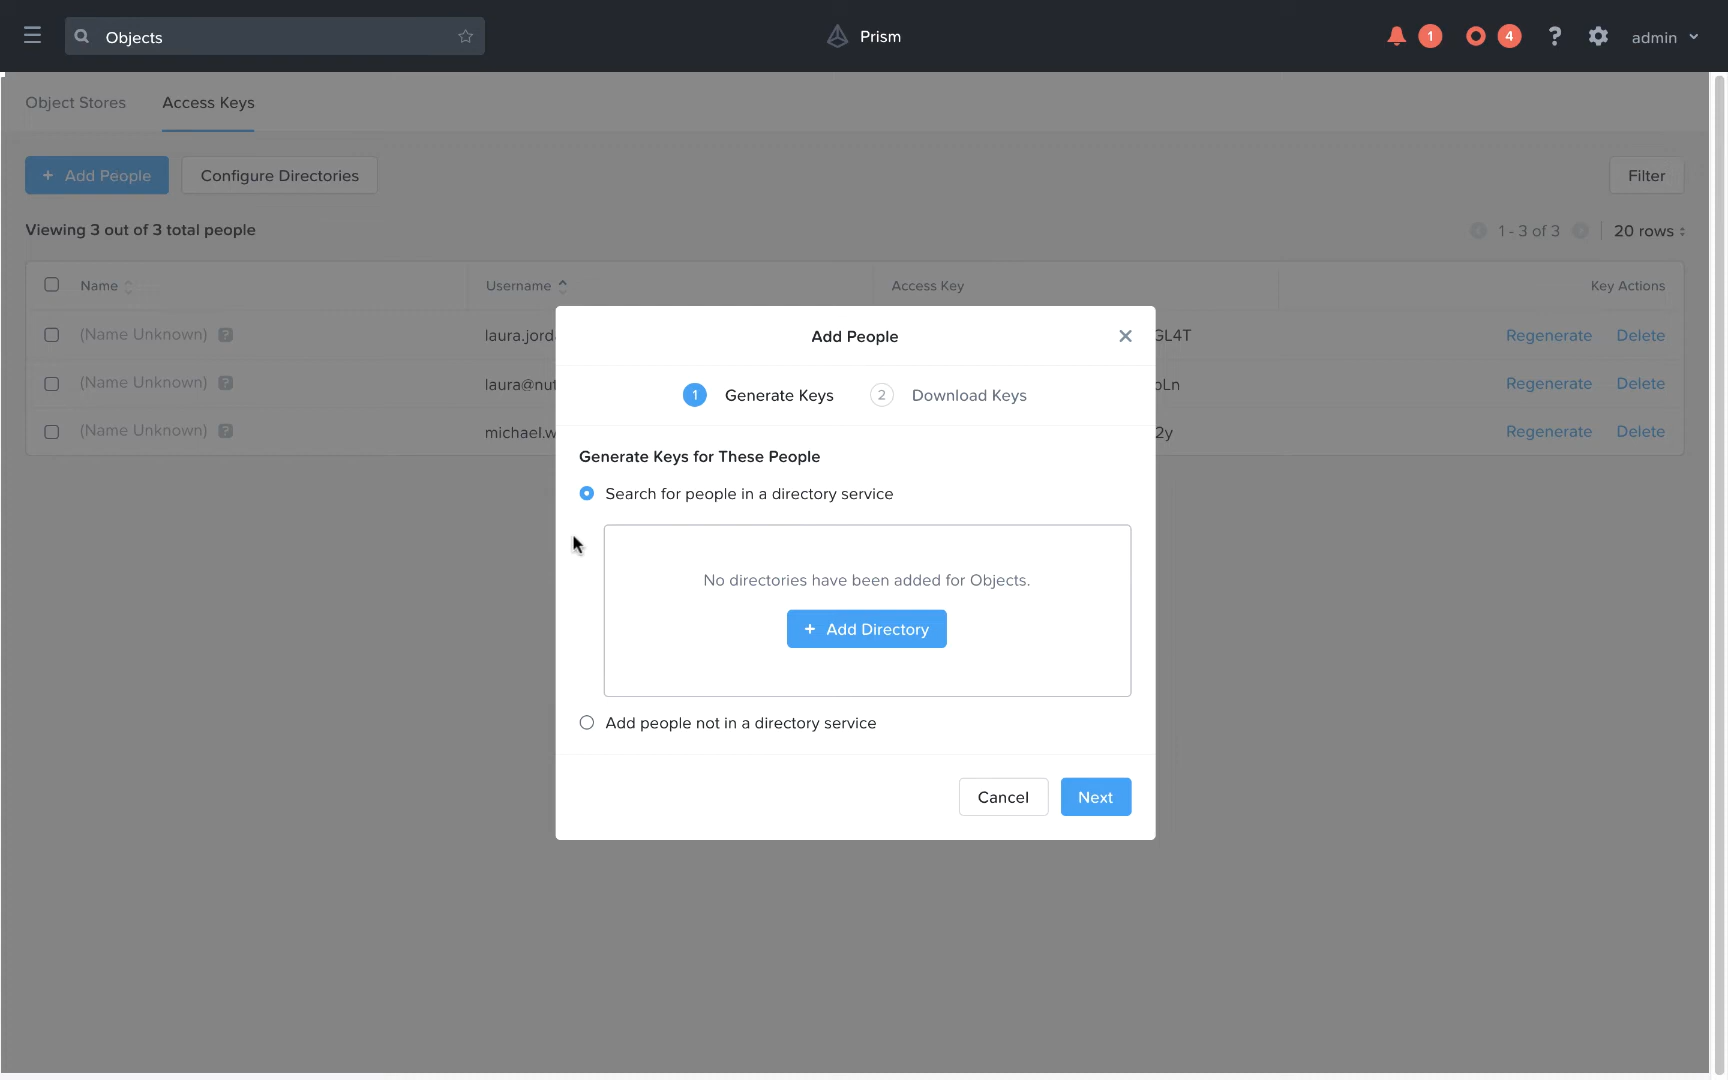 Objects
Prism
1
4
?
admin
Object Stores
Access Keys
+ Add People
Configure Directories
Filter
Viewing 3 out of 3 total people
1 - 3 of 3
20 rows
Name
Username
Access Key
Key Actions
(Name Unknown) ?
laura.jord
GL4T
Regenerate
Delete
(Name Unknown) ?
laura@nut
oLn
Regenerate
Delete
(Name Unknown) ?
michael.w
2y
Regenerate
Delete
Add People
1 Generate Keys
2 Download Keys
Generate Keys for These People
Search for people in a directory service
No directories have been added for Objects.
+ Add Directory
Add people not in a directory service
Cancel
Next